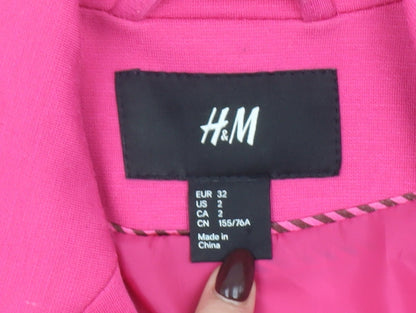 H&M
EUR 32
US 2
CA 2
CN 155/76A
Made in
China